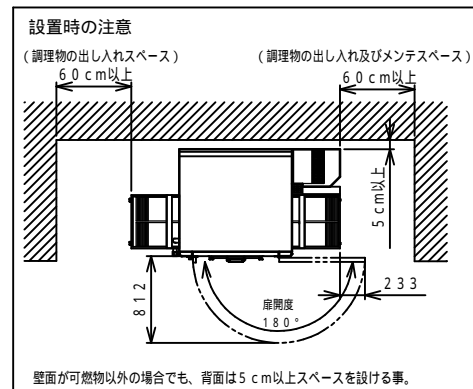 設置時の注意
(調理物の出し入れスペース)
60cm以上
(調理物の出し入れ及びメンテスペース)
60cm以上
5cm以上
812
扉開度
180°
233
壁面が可燃物以外の場合でも、背面は5cm以上スペースを設ける事。